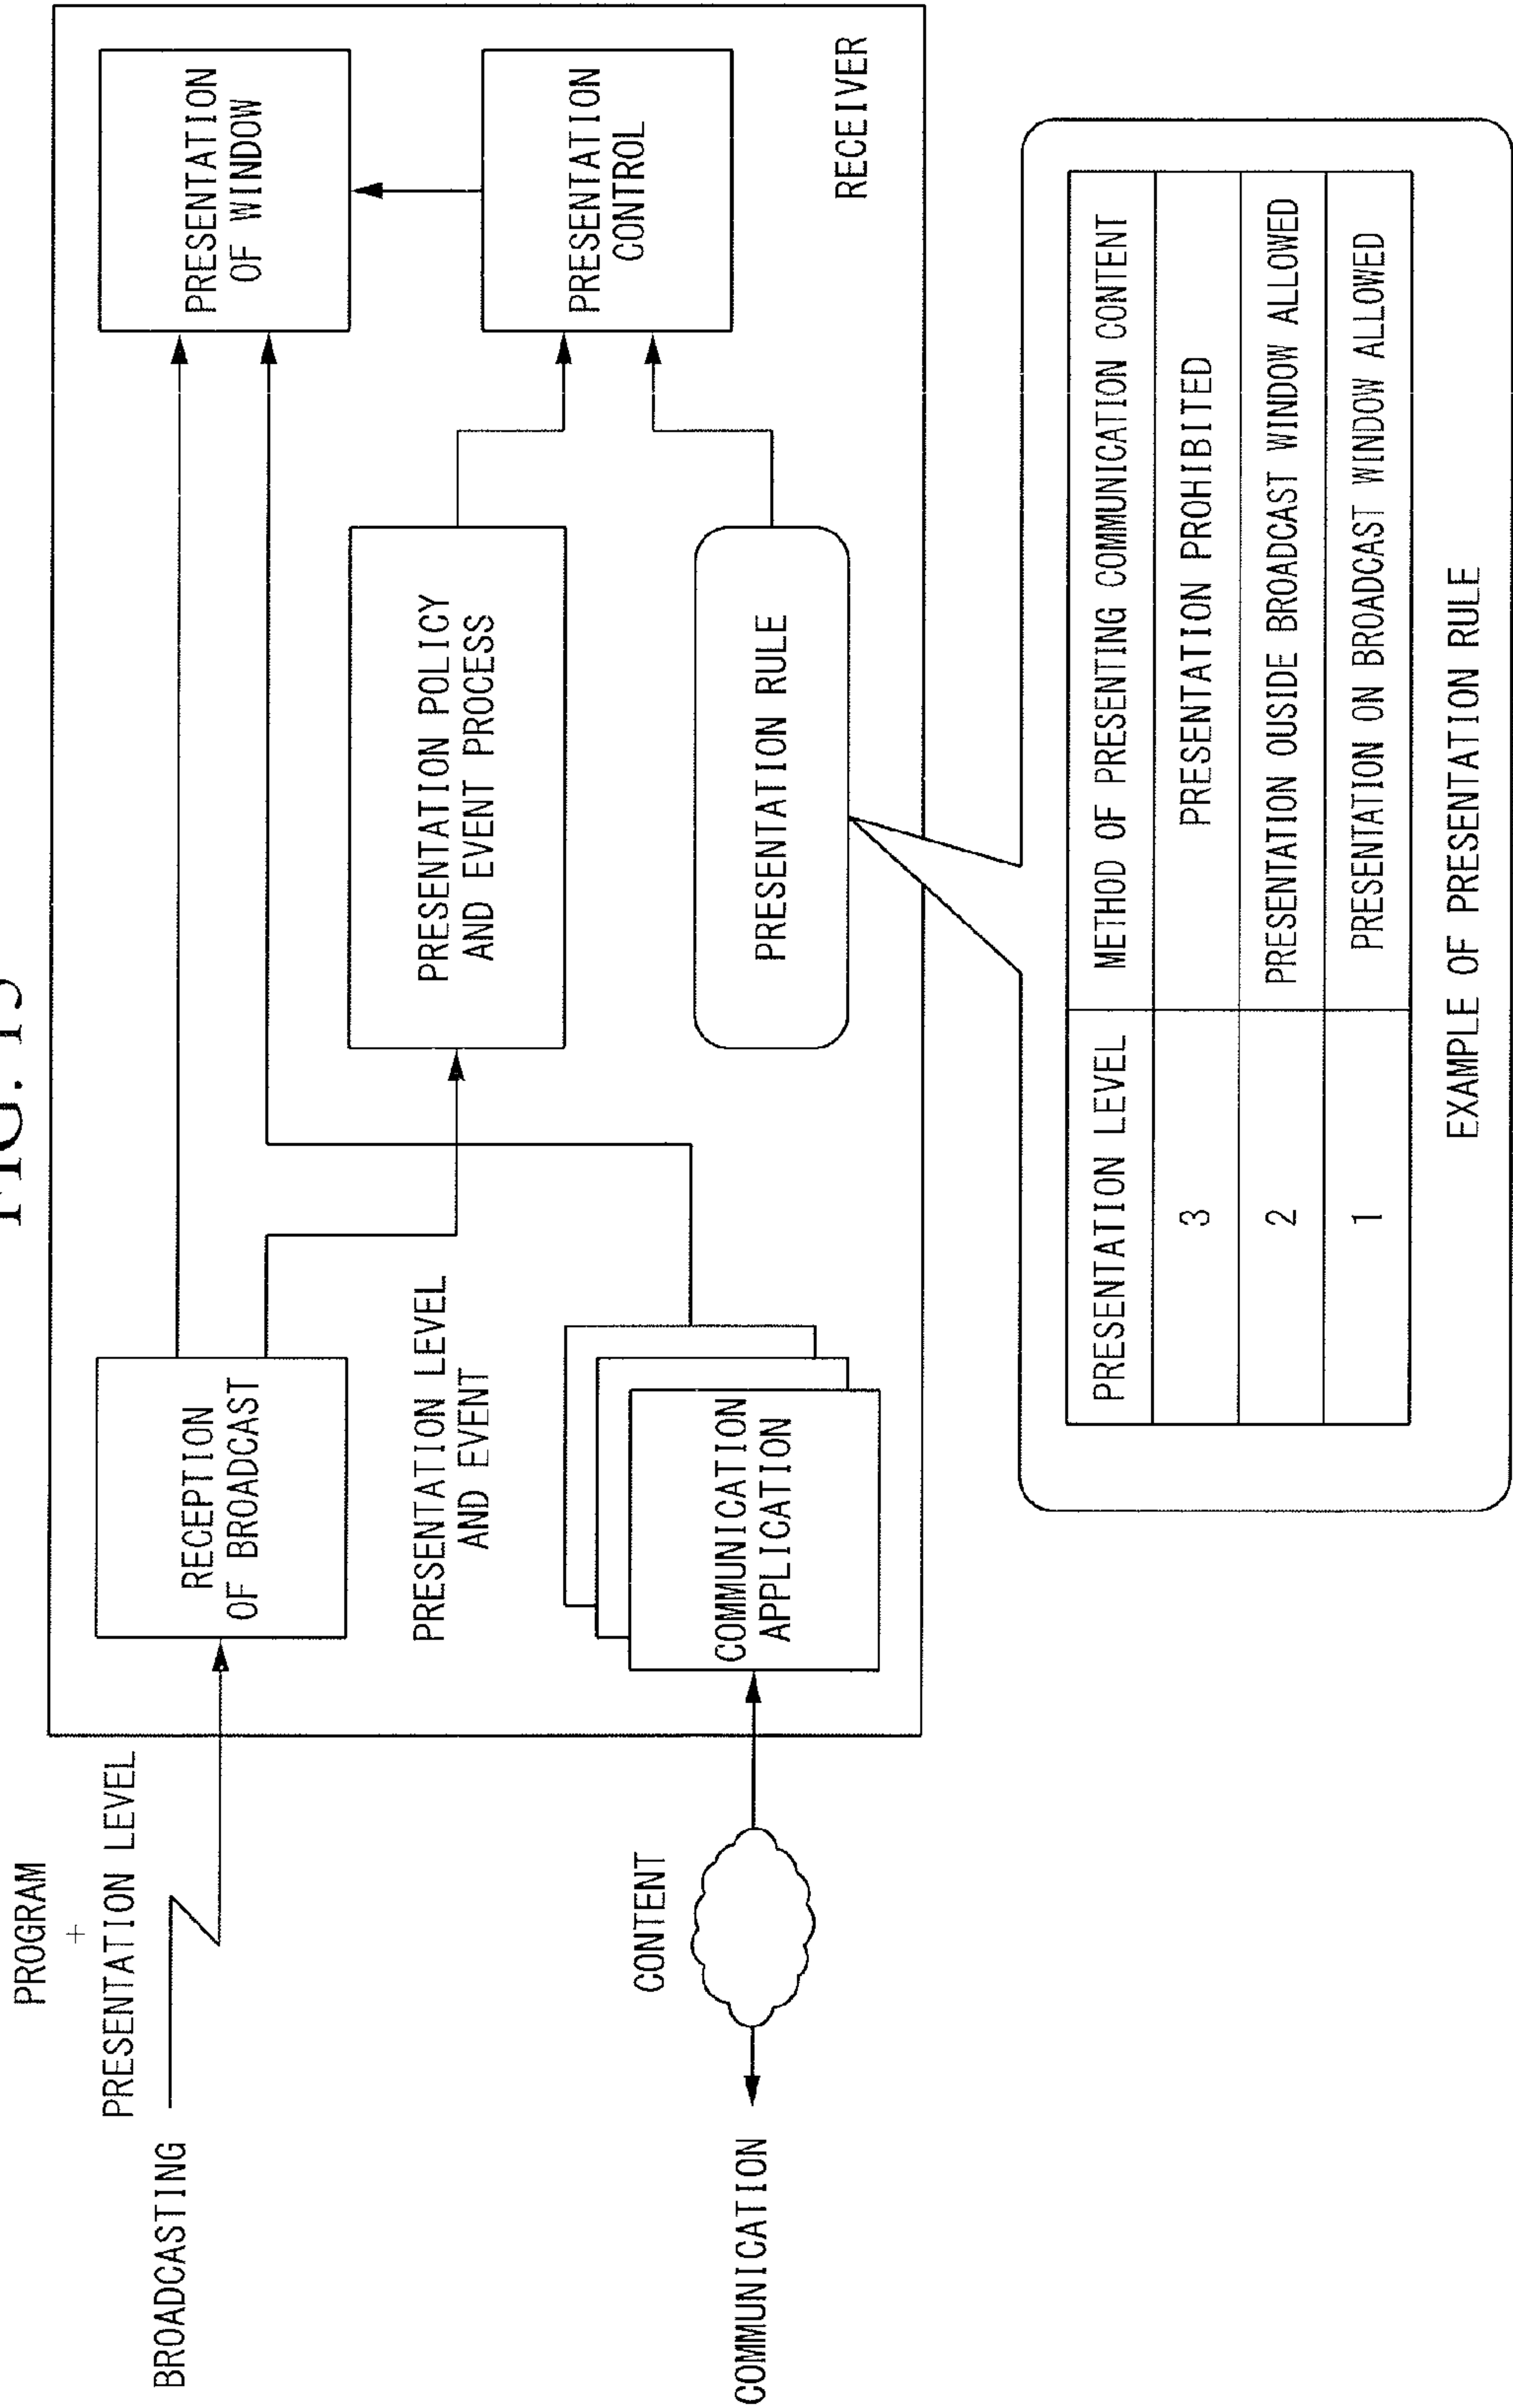 PROGRAM
+
PRESENTATION LEVEL
BROADCASTING
RECEPTION
OF BROADCAST
PRESENTATION
OF WINDOW
PRESENTATION LEVEL
AND EVENT
PRESENTATION POLICY
AND EVENT PROCESS
PRESENTATION
CONTROL
CONTENT
COMMUNICATION
COMMUNICATION
APPLICATION
PRESENTATION RULE
RECEIVER
PRESENTATION LEVEL METHOD OF PRESENTING COMMUNICATION CONTENT
3 PRESENTATION PROHIBITED
2 PRESENTATION OUSIDE BROADCAST WINDOW ALLOWED
1 PRESENTATION ON BROADCAST WINDOW ALLOWED
EXAMPLE OF PRESENTATION RULE